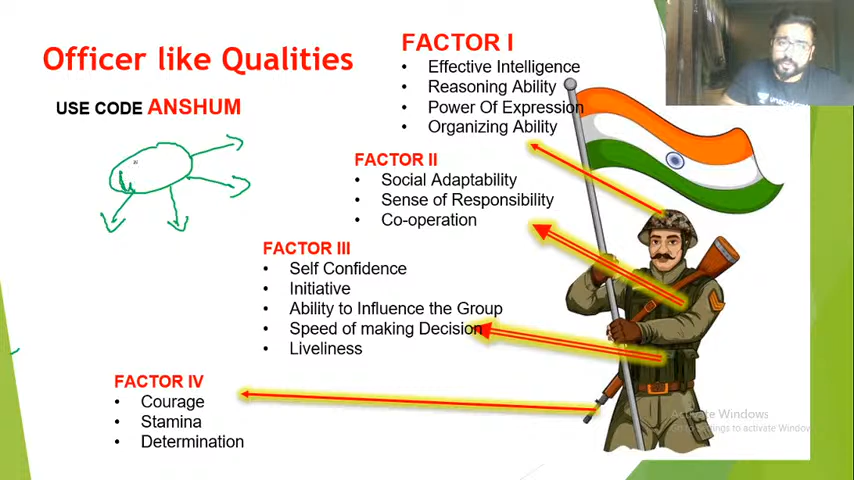 Officer like Qualities
USE CODE ANSHUM
FACTOR I
• Effective Intelligence
• Reasoning Ability
• Power Of Expression
• Organizing Ability
FACTOR II
• Social Adaptability
• Sense of Responsibility
• Co-operation
FACTOR III
• Self Confidence
• Initiative
• Ability to Influence the Group
• Speed of making Decision
• Liveliness
FACTOR IV
• Courage
• Stamina
• Determination
Activate Windows